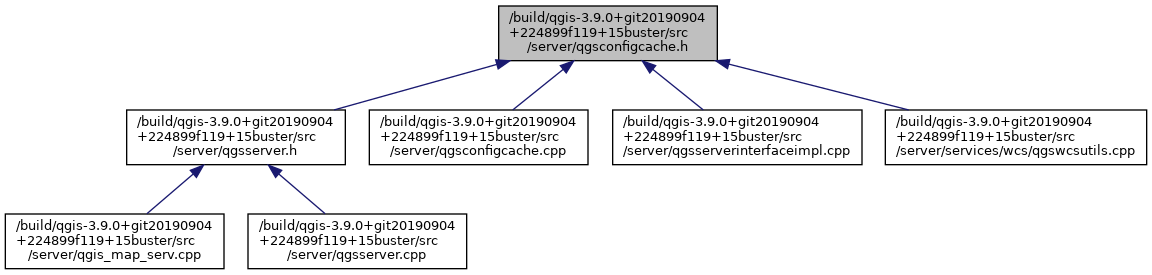 /build/qgis-3.9.0+git20190904
+224899f119+15buster/src
/server/qgsconfigcache.h
/build/qgis-3.9.0+git20190904
+224899f119+15buster/src
/server/qgsserver.h
/build/qgis-3.9.0+git20190904
+224899f119+15buster/src
/server/qgsconfigcache.cpp
/build/qgis-3.9.0+git20190904
+224899f119+15buster/src
/server/qgsserverinterfaceimpl.cpp
/build/qgis-3.9.0+git20190904
+224899f119+15buster/src
/server/services/wcs/qgswcsutils.cpp
/build/qgis-3.9.0+git20190904
+224899f119+15buster/src
/server/qgis_map_serv.cpp
/build/qgis-3.9.0+git20190904
+224899f119+15buster/src
/server/qgsserver.cpp